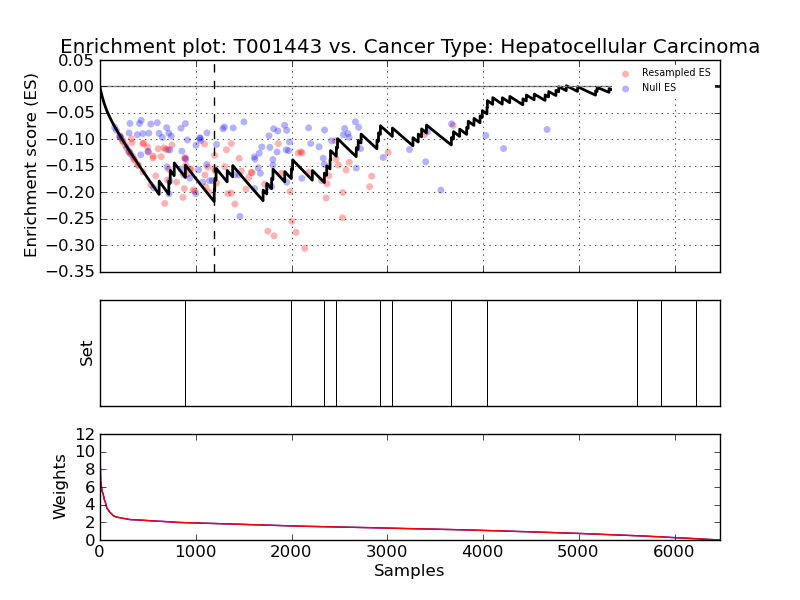 Enrichment plot: T001443 vs. Cancer Type: Hepatocellular Carcinoma
Enrichment score (ES)
0.05
0.00
−0.05
−0.10
−0.15
−0.20
−0.25
−0.30
−0.35
Resampled ES
Null ES
Set
Weights
12
10
8
6
4
2
0
0 1000 2000 3000 4000 5000 6000
Samples